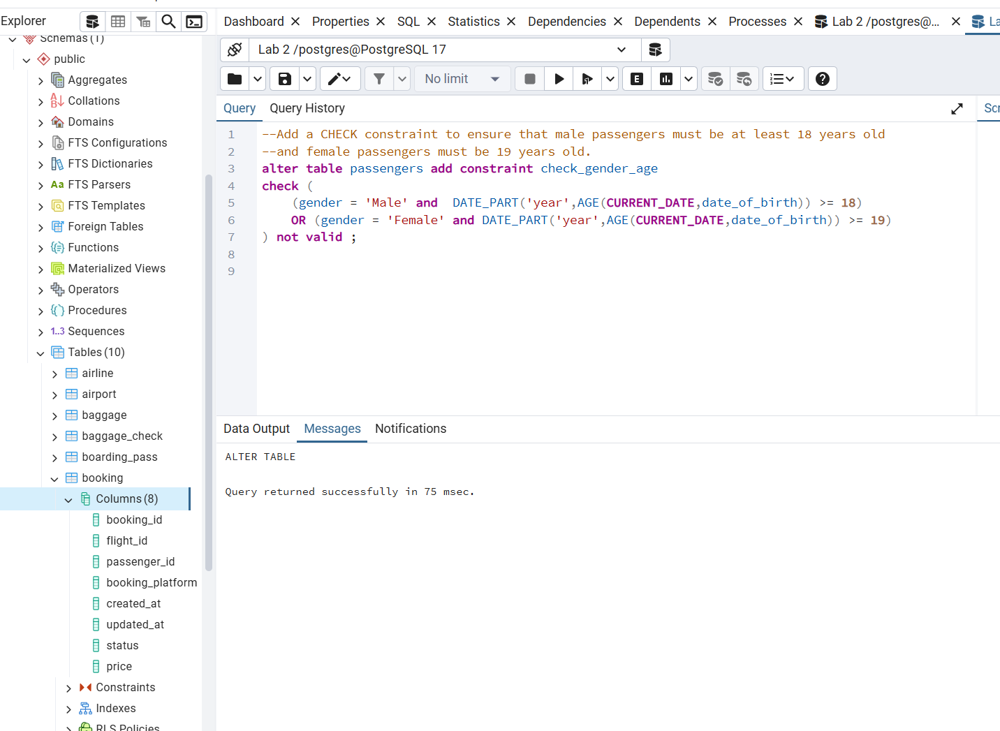 Explorer
Schemas (1)
public
Aggregates
Collations
Domains
FTS Configurations
FTS Dictionaries
Aa FTS Parsers
FTS Templates
Foreign Tables
Functions
Materialized Views
Operators
Procedures
1..3 Sequences
Tables (10)
airline
airport
baggage
baggage_check
boarding_pass
booking
Columns (8)
booking_id
flight_id
passenger_id
booking_platform
created_at
updated_at
status
price
Constraints
Indexes
RLS Policies
Dashboard Properties SQL Statistics Dependencies Dependents Processes Lab 2 /postgres@... La
Lab 2 /postgres@PostgreSQL 17
No limit
Query Query History
Scr
1 --Add a CHECK constraint to ensure that male passengers must be at least 18 years old
2 --and female passengers must be 19 years old.
3 alter table passengers add constraint check_gender_age
4 check (
5 (gender = 'Male' and  DATE_PART('year',AGE(CURRENT_DATE,date_of_birth)) >= 18)
6 OR (gender = 'Female' and DATE_PART('year',AGE(CURRENT_DATE,date_of_birth)) >= 19)
7 ) not valid ;
8
9
Data Output Messages Notifications
ALTER TABLE
Query returned successfully in 75 msec.